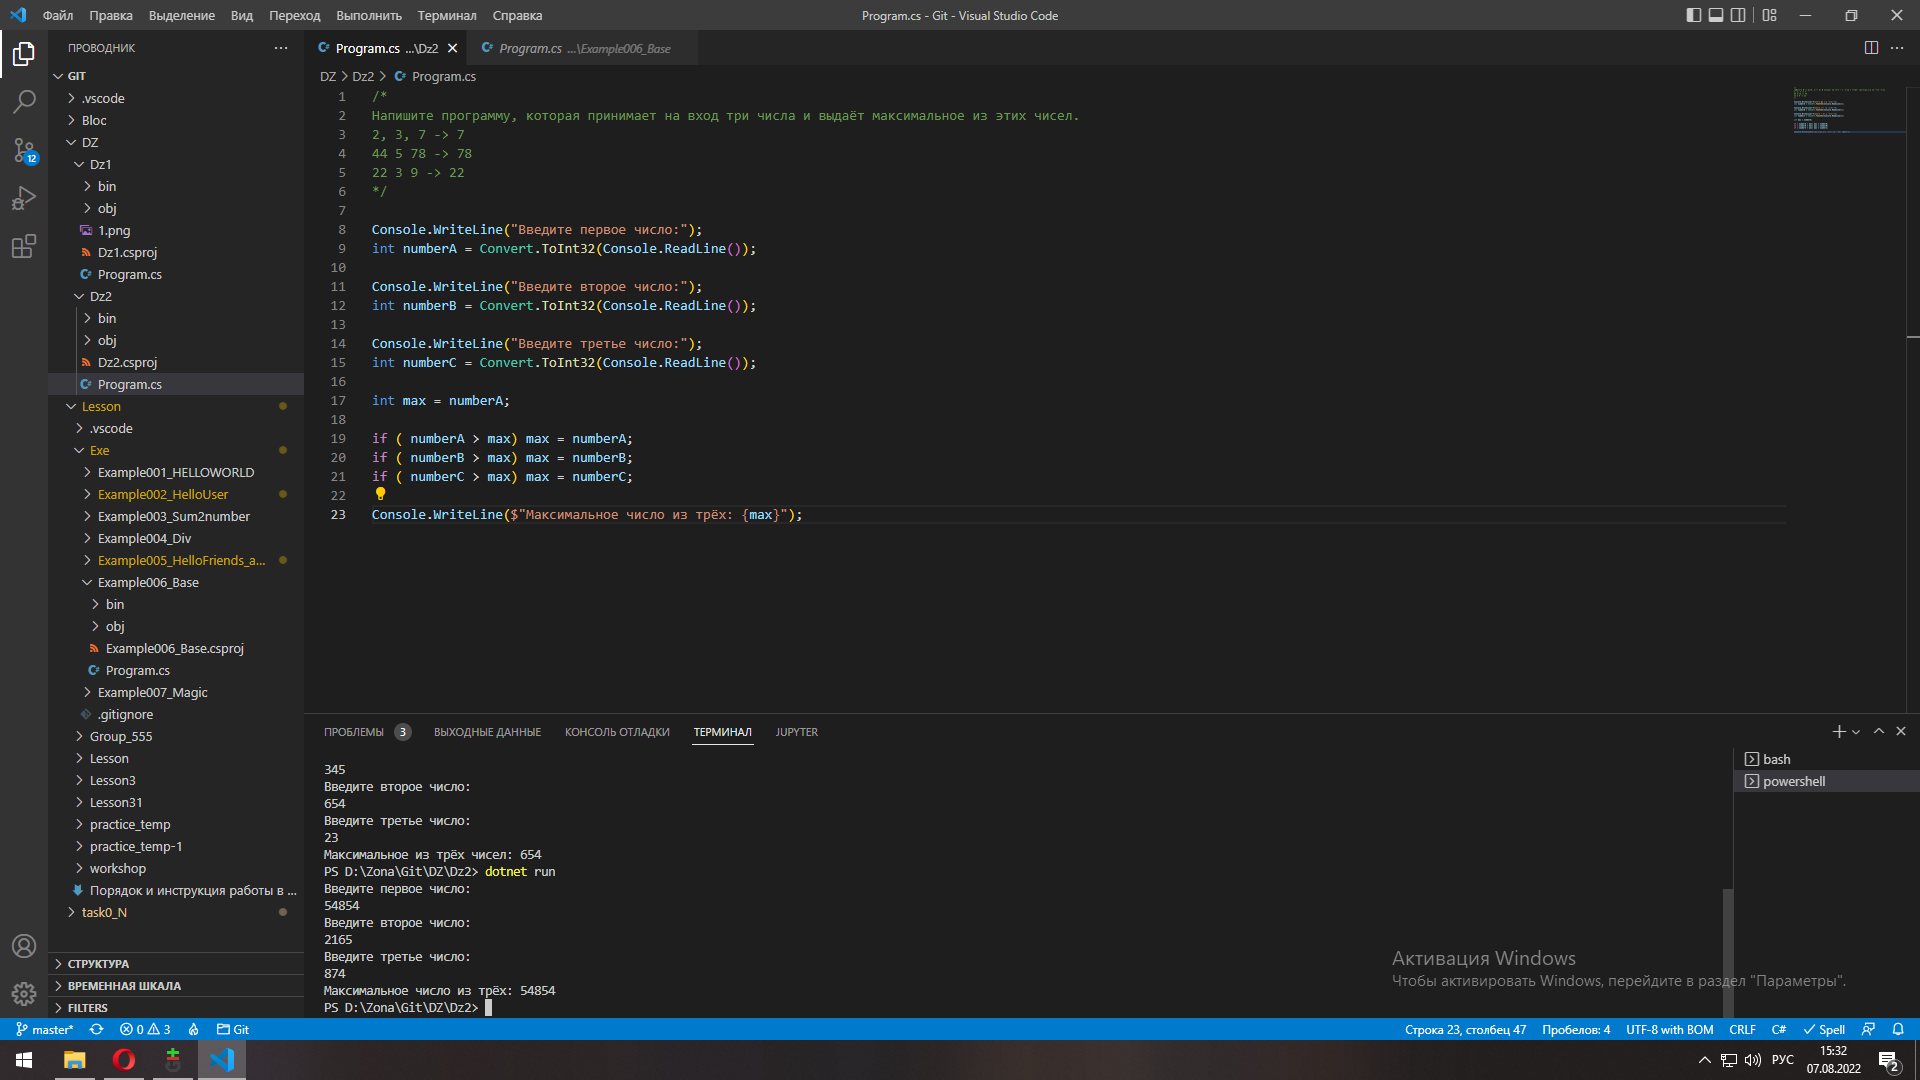 Файл Правка Выделение Вид Переход Выполнить Терминал Справка
Program.cs - Git - Visual Studio Code
ПРОВОДНИК
GIT
.vscode
Bloc
DZ
Dz1
bin
obj
1.png
Dz1.csproj
Program.cs
Dz2
bin
obj
Dz2.csproj
Program.cs
Lesson
.vscode
Exe
Example001_HELLOWORLD
Example002_HelloUser
Example003_Sum2number
Example004_Div
Example005_HelloFriends_a...
Example006_Base
bin
obj
Example006_Base.csproj
Program.cs
Example007_Magic
.gitignore
Group_555
Lesson
Lesson3
Lesson31
practice_temp
practice_temp-1
workshop
Порядок и инструкция работы в ...
task0_N
СТРУКТУРА
ВРЕМЕННАЯ ШКАЛА
FILTERS
12
Program.cs ...\Dz2
Program.cs ...\Example006_Base
DZ > Dz2 > Program.cs
1 /*
2 Напишите программу, которая принимает на вход три числа и выдаёт максимальное из этих чисел.
3 2, 3, 7 -> 7
4 44 5 78 -> 78
5 22 3 9 -> 22
6 */
7
8 Console.WriteLine("Введите первое число:");
9 int numberA = Convert.ToInt32(Console.ReadLine());
10
11 Console.WriteLine("Введите второе число:");
12 int numberB = Convert.ToInt32(Console.ReadLine());
13
14 Console.WriteLine("Введите третье число:");
15 int numberC = Convert.ToInt32(Console.ReadLine());
16
17 int max = numberA;
18
19 if ( numberA > max) max = numberA;
20 if ( numberB > max) max = numberB;
21 if ( numberC > max) max = numberC;
22
23 Console.WriteLine($"Максимальное число из трёх: {max}");
ПРОБЛЕМЫ 3 ВЫХОДНЫЕ ДАННЫЕ КОНСОЛЬ ОТЛАДКИ ТЕРМИНАЛ JUPYTER
345
Введите второе число:
654
Введите третье число:
23
Максимальное из трёх чисел: 654
PS D:\Zona\Git\DZ\Dz2> dotnet run
Введите первое число:
54854
Введите второе число:
2165
Введите третье число:
874
Максимальное число из трёх: 54854
PS D:\Zona\Git\DZ\Dz2>
bash
powershell
Активация Windows
Чтобы активировать Windows, перейдите в раздел "Параметры".
master* 0 3 Git
Строка 23, столбец 47 Пробелов: 4 UTF-8 with BOM CRLF C# Spell
РУС
15:32
07.08.2022
2